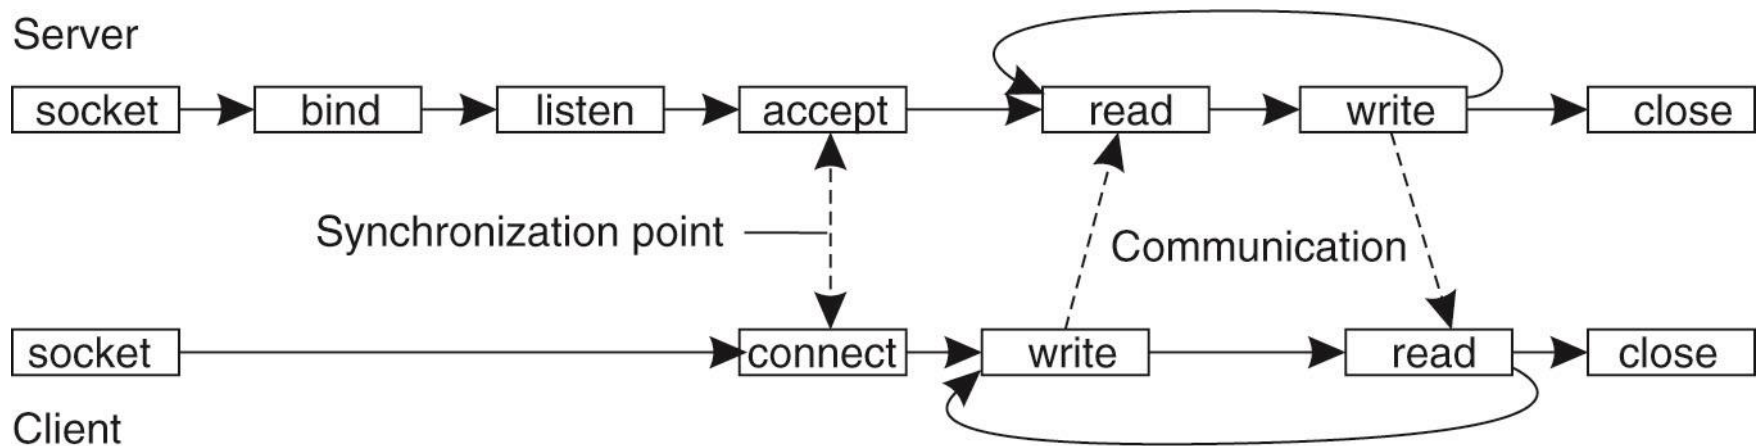 Server
socket bind listen accept read write close
Synchronization point
Communication
socket connect write read close
Client